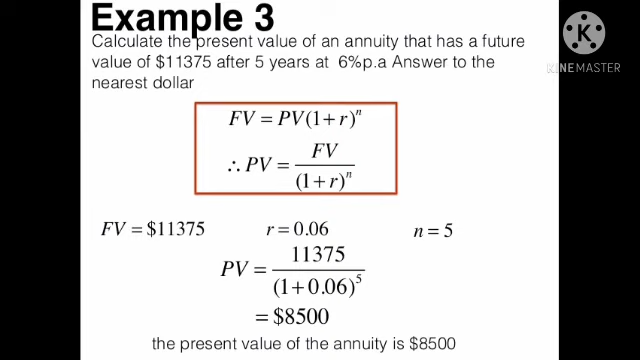 Example 3
Calculate the present value of an annuity that has a future
value of $11375 after 5 years at 6%p.a Answer to the
nearest dollar
K
KINEMASTER
FV = PV(1+r)^n
∴ PV = FV / (1+r)^n
FV = $11375 r = 0.06 n = 5
PV = 11375 / (1+0.06)^5
= $8500
the present value of the annuity is $8500